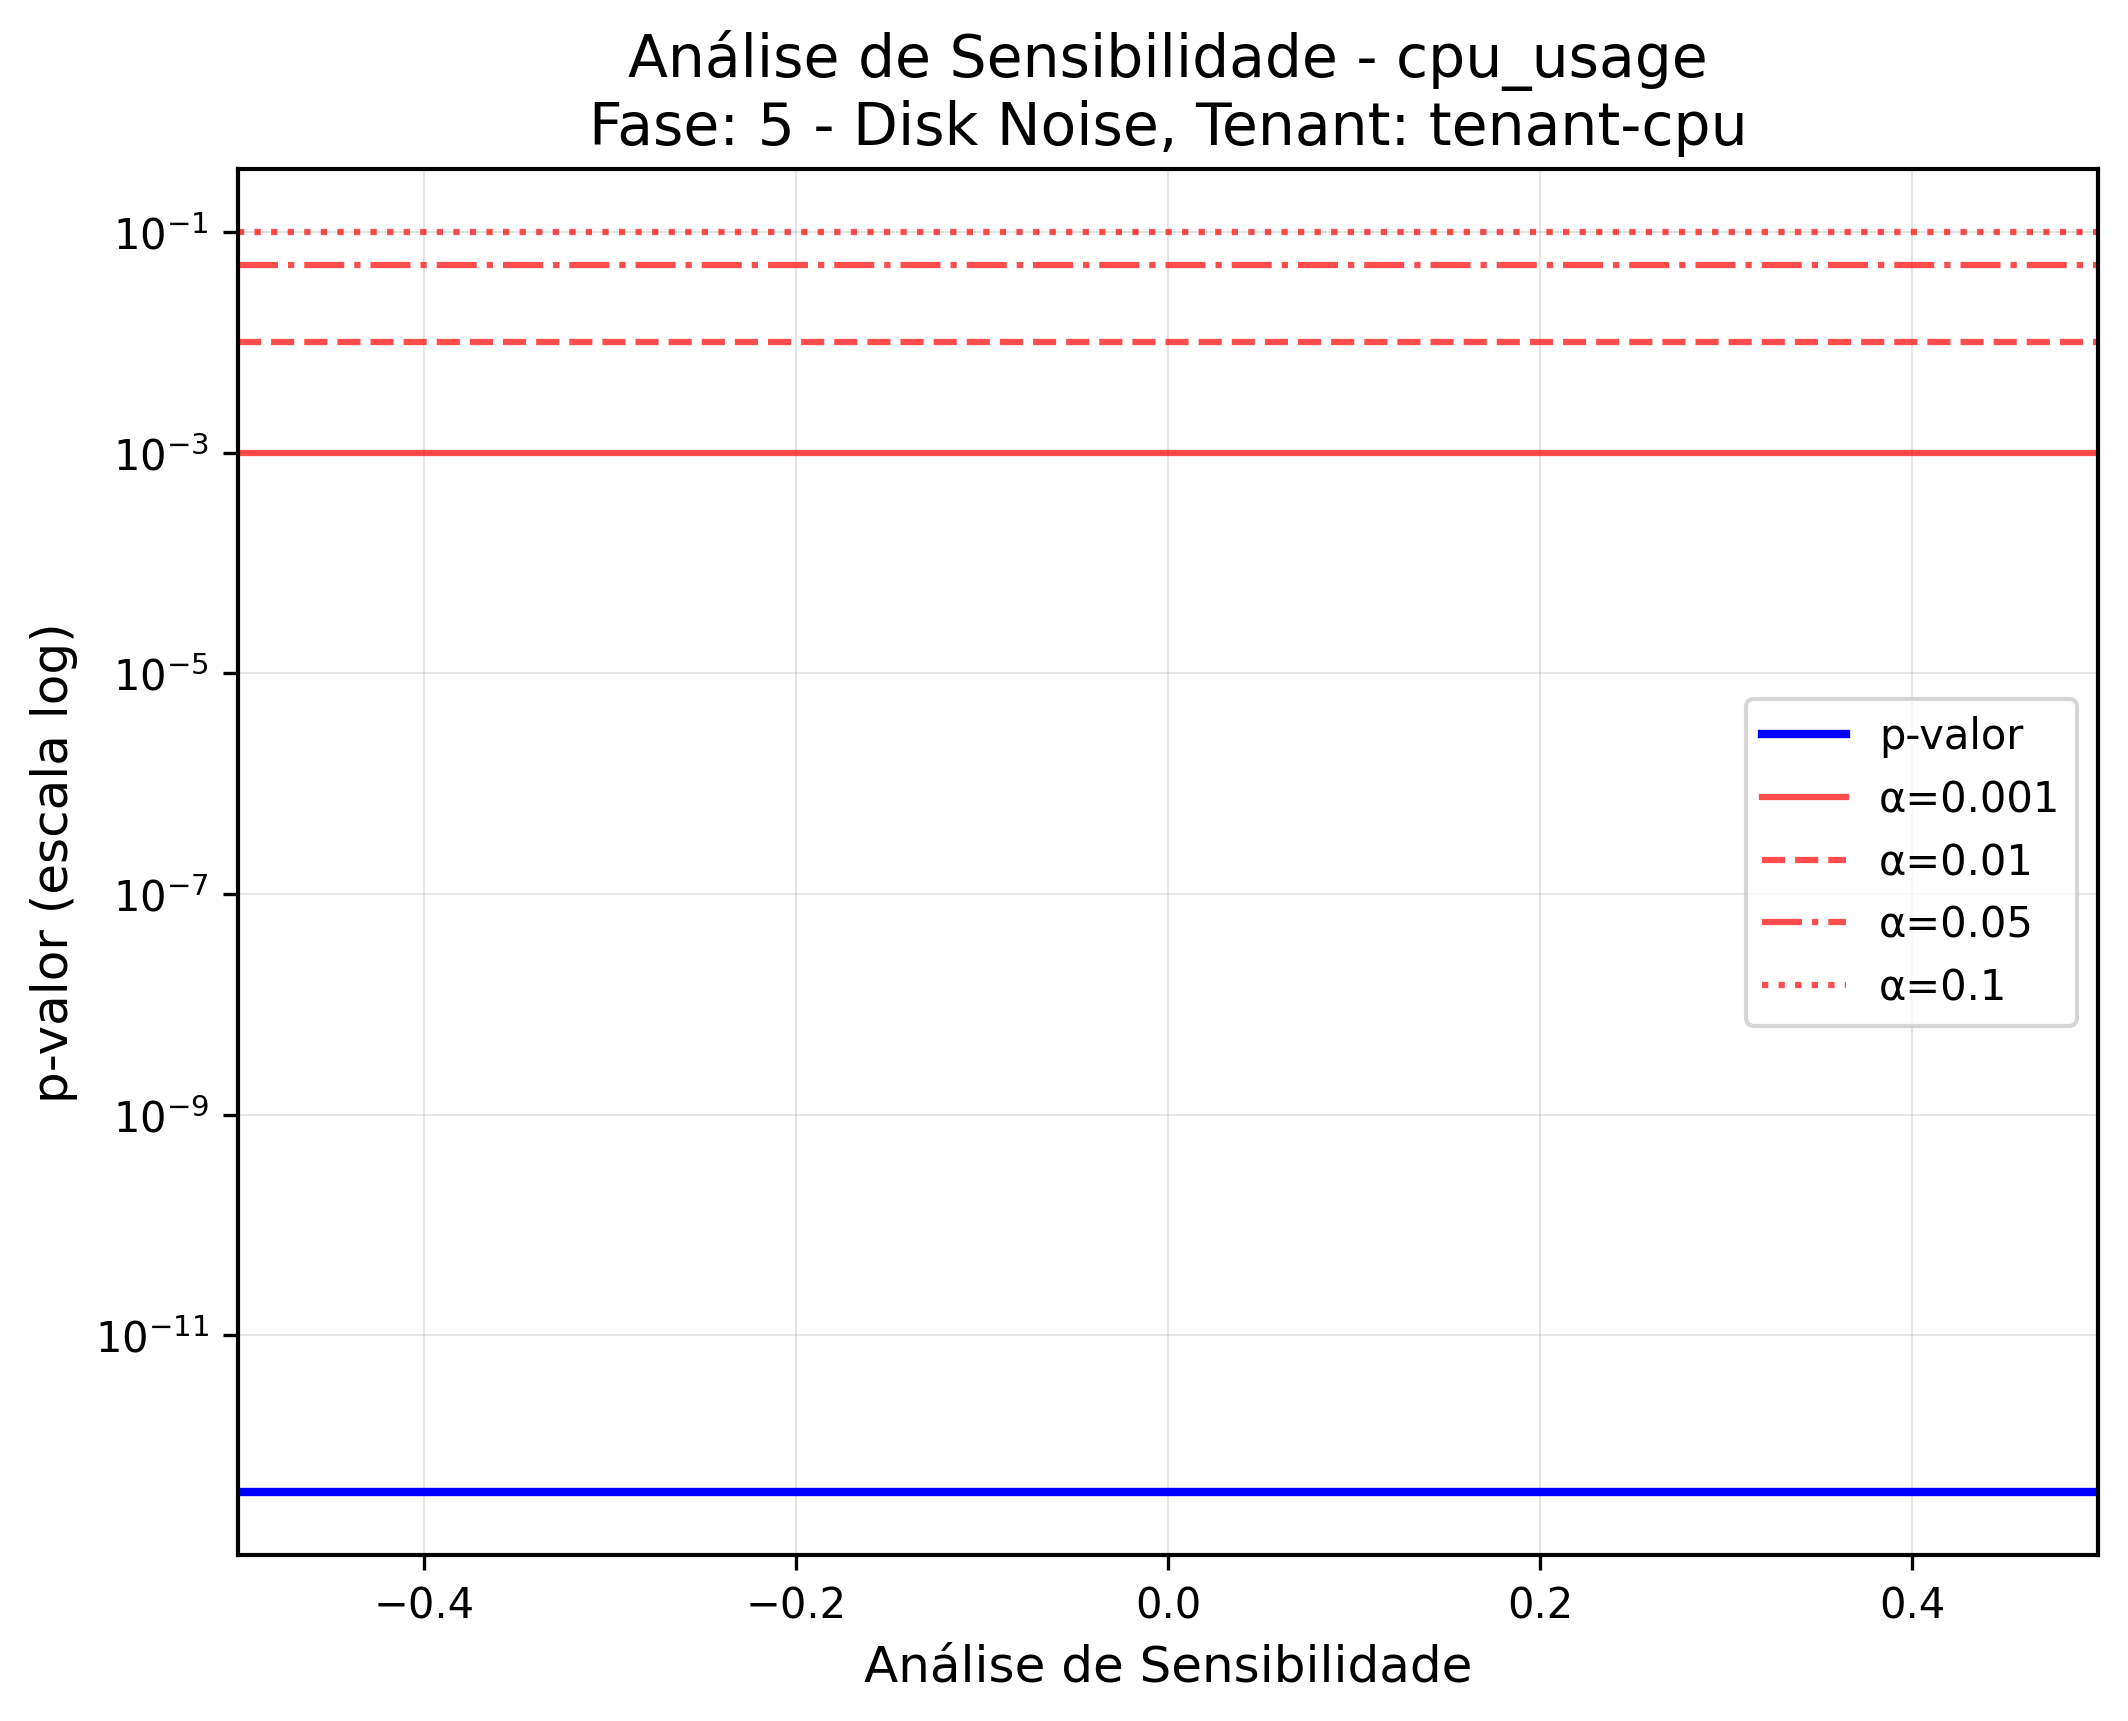 Análise de Sensibilidade - cpu_usage
Fase: 5 - Disk Noise, Tenant: tenant-cpu
p-valor (escala log)
10⁻¹
10⁻³
10⁻⁵
10⁻⁷
10⁻⁹
10⁻¹¹
p-valor
α=0.001
α=0.01
α=0.05
α=0.1
−0.4
−0.2
0.0
0.2
0.4
Análise de Sensibilidade